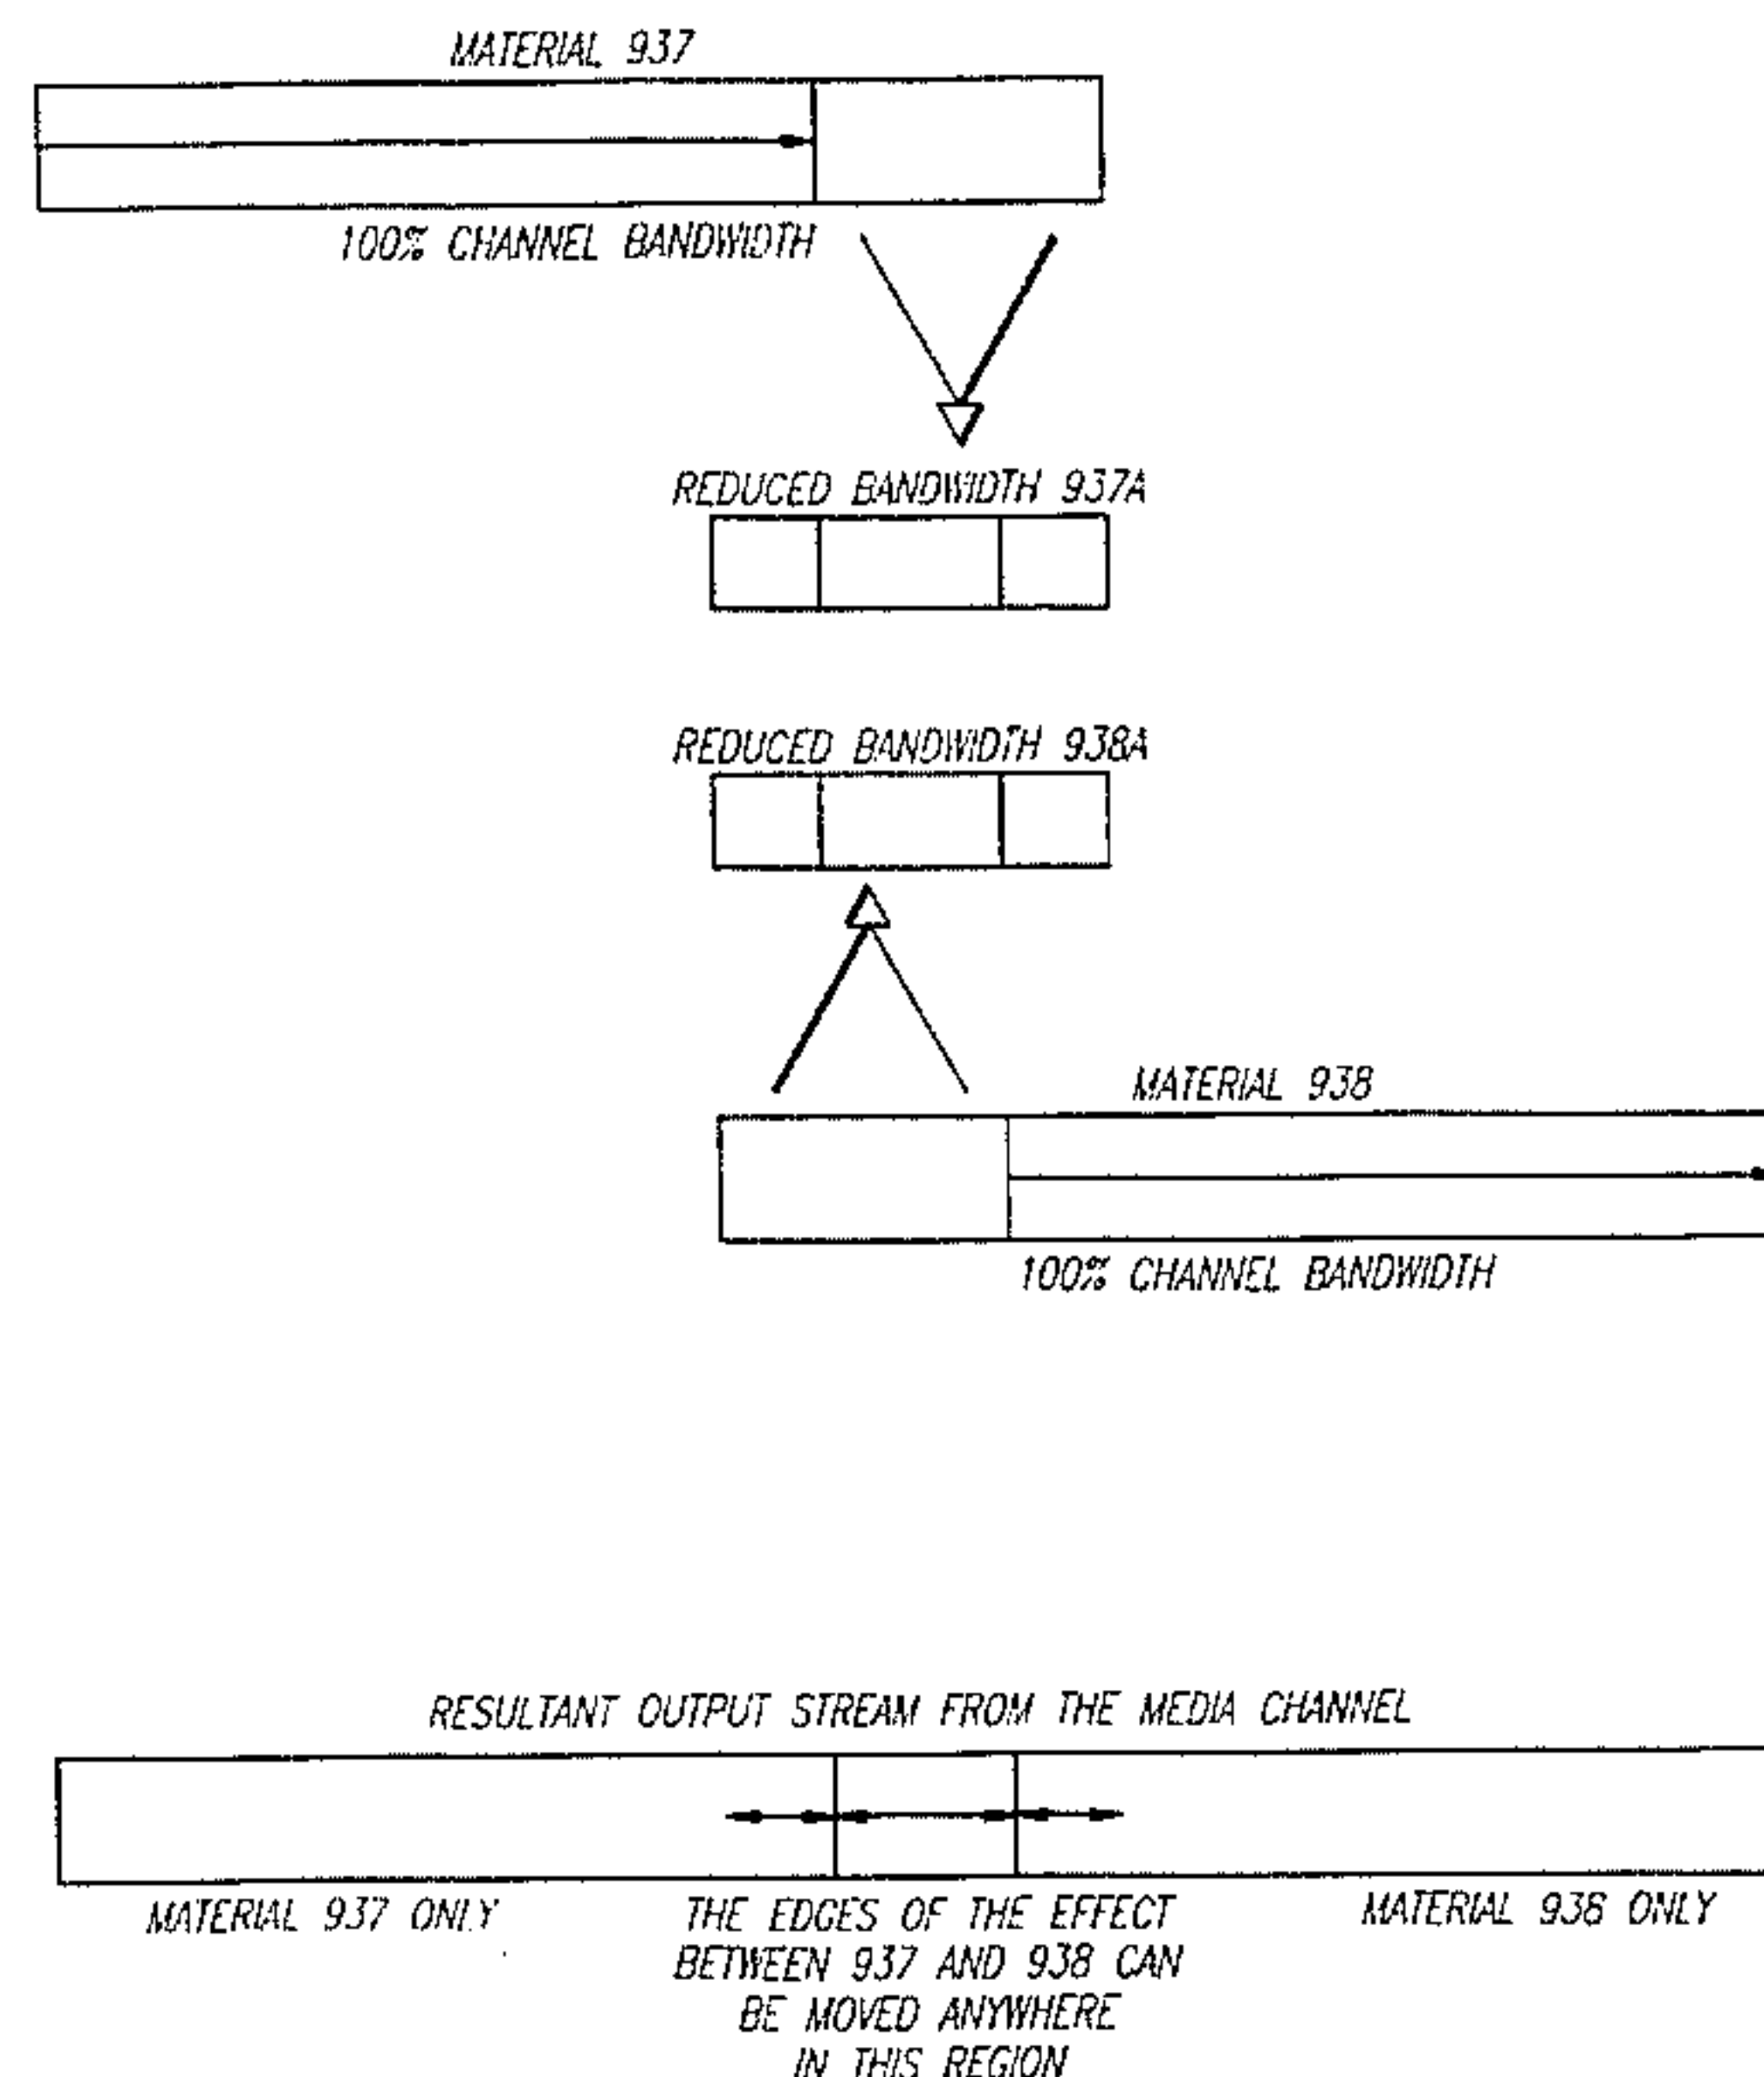 MATERIAL 937
100% CHANNEL BANDWIDTH
REDUCED BANDWIDTH 937A
REDUCED BANDWIDTH 938A
MATERIAL 938
100% CHANNEL BANDWIDTH
RESULTANT OUTPUT STREAM FROM THE MEDIA CHANNEL
MATERIAL 937 ONLY
THE EDGES OF THE EFFECT
BETWEEN 937 AND 938 CAN
BE MOVED ANYWHERE
IN THIS REGION
MATERIAL 938 ONLY